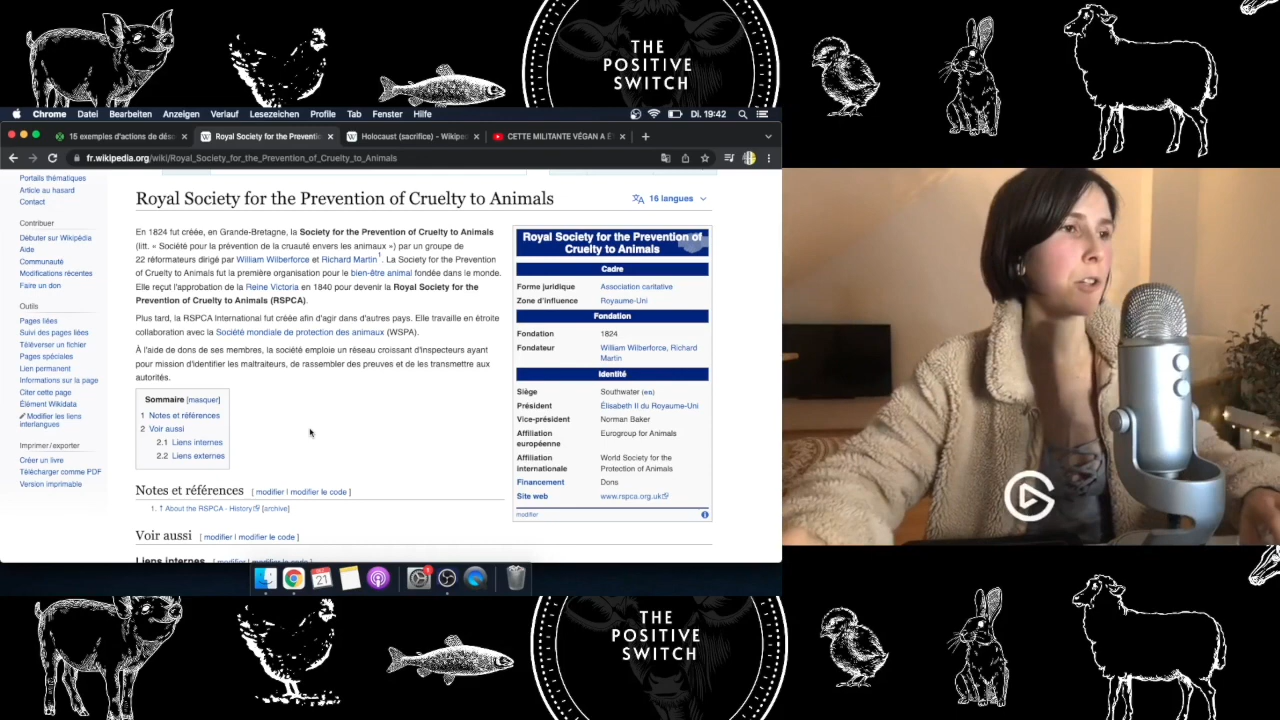 THE
POSITIVE
SWITCH
Chrome Datei Bearbeiten Anzeigen Verlauf Lesezeichen Profile Tab Fenster Hilfe Di. 19:42
15 exemples d'actions de dés
Royal Society for the Preventi
Holocaust (sacrifice) - Wikipe
CETTE MILITANTE VÉGAN A É
fr.wikipedia.org/wiki/Royal_Society_for_the_Prevention_of_Cruelty_to_Animals
Portails thématiques
Article au hasard
Contact
Contribuer
Débuter sur Wikipédia
Aide
Communauté
Modifications récentes
Faire un don
Outils
Pages liées
Suivi des pages liées
Téléverser un fichier
Pages spéciales
Lien permanent
Informations sur la page
Citer cette page
Élément Wikidata
Modifier les liens
interlangues
Imprimer/exporter
Créer un livre
Télécharger comme PDF
Version imprimable
Royal Society for the Prevention of Cruelty to Animals
16 langues
En 1824 fut créée, en Grande-Bretagne, la Society for the Prevention of Cruelty to Animals
(litt. « Société pour la prévention de la cruauté envers les animaux ») par un groupe de
22 réformateurs dirigé par William Wilberforce et Richard Martin1. La Society for the Prevention
of Cruelty to Animals fut la première organisation pour le bien-être animal fondée dans le monde.
Elle reçut l'approbation de la Reine Victoria en 1840 pour devenir la Royal Society for the
Prevention of Cruelty to Animals (RSPCA).
Plus tard, la RSPCA International fut créée afin d'agir dans d'autres pays. Elle travaille en étroite
collaboration avec la Société mondiale de protection des animaux (WSPA).
À l'aide de dons de ses membres, la société emploie un réseau croissant d'inspecteurs ayant
pour mission d'identifier les maltraiteurs, de rassembler des preuves et de les transmettre aux
autorités.
Sommaire [masquer]
1 Notes et références
2 Voir aussi
2.1 Liens internes
2.2 Liens externes
Notes et références [ modifier | modifier le code ]
1. ↑ About the RSPCA - History [archive]
Voir aussi [ modifier | modifier le code ]
Liens internes [ modifier | modifier le code ]
Royal Society for the Prevention of
Cruelty to Animals
Cadre
Forme juridique Association caritative
Zone d'influence Royaume-Uni
Fondation
Fondation 1824
Fondateur William Wilberforce, Richard
Martin
Identité
Siège Southwater (en)
Président Élisabeth II du Royaume-Uni
Vice-président Norman Baker
Affiliation Eurogroup for Animals
européenne
Affiliation World Society for the
internationale Protection of Animals
Financement Dons
Site web www.rspca.org.uk
modifier
21
1
THE
POSITIVE
SWITCH